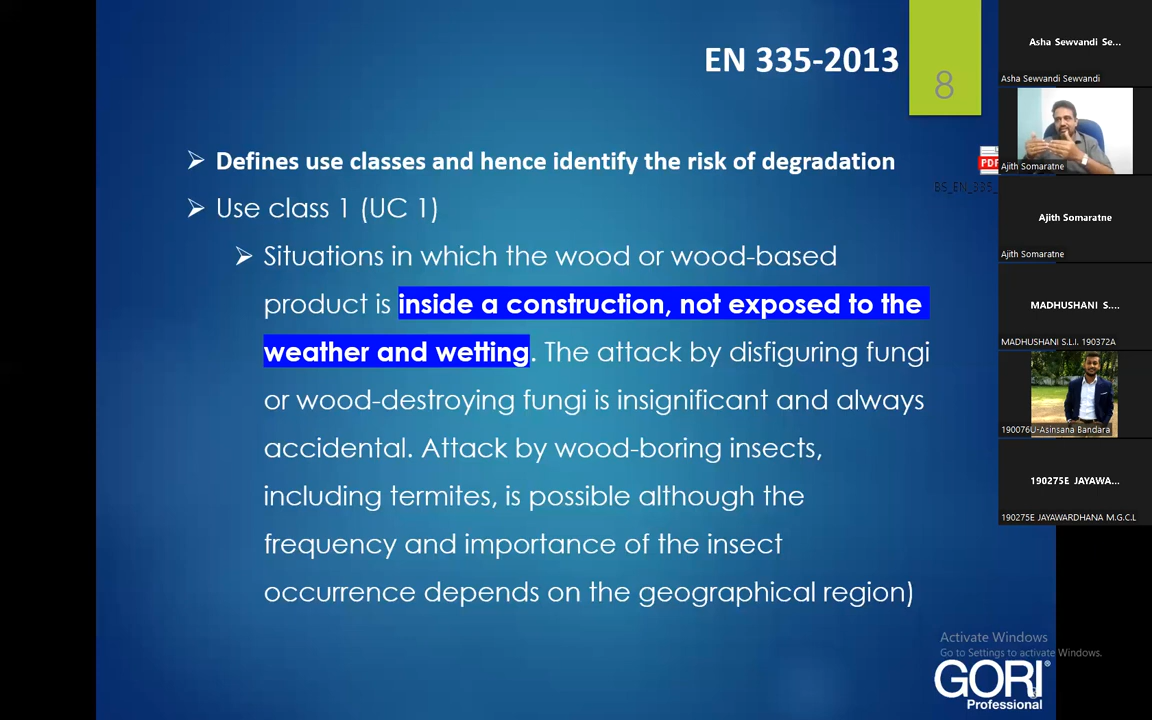 EN 335-2013
8
Defines use classes and hence identify the risk of degradation
Use class 1 (UC 1)
Situations in which the wood or wood-based
product is inside a construction, not exposed to the
weather and wetting. The attack by disfiguring fungi
or wood-destroying fungi is insignificant and always
accidental. Attack by wood-boring insects,
including termites, is possible although the
frequency and importance of the insect
occurrence depends on the geographical region)
PDF
BS_EN_335_
Asha Sewvandi Se...
Asha Sewvandi Sewvandi
Ajith Somaratne
Ajith Somaratne
Ajith Somaratne
MADHUSHANI S....
MADHUSHANI S.L.I. 190372A
190076U-Asinsana Bandara
190275E JAYAWA...
190275E JAYAWARDHANA M.G.C.L
Activate Windows
Go to Settings to activate Windows.
GORI®
Professional